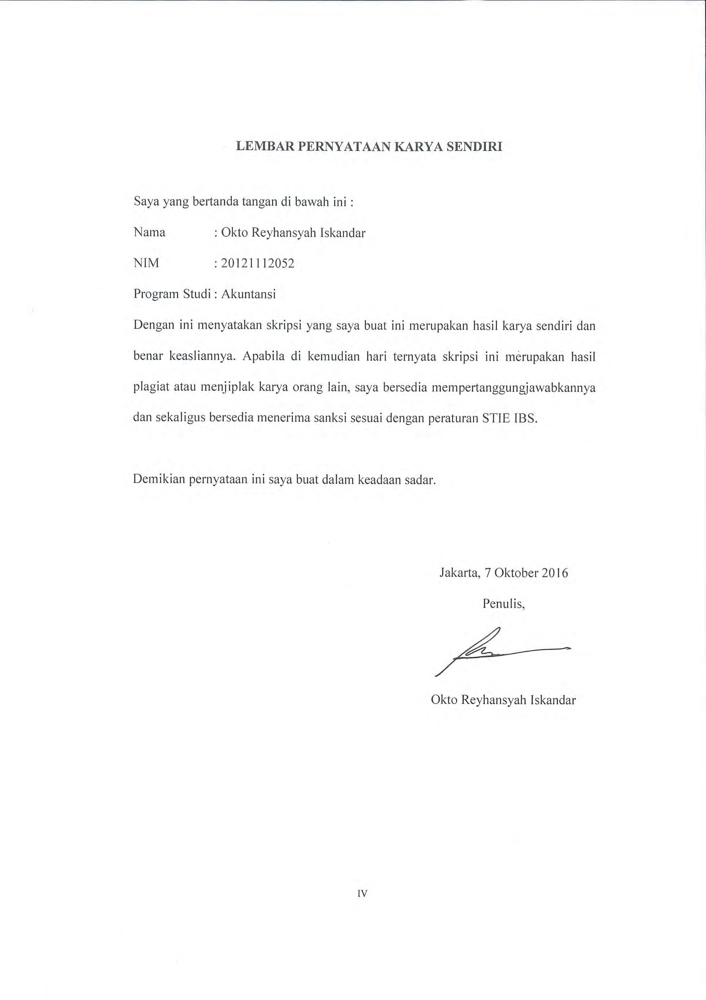 LEMBAR PERNYATAAN KARYA SENDIRI
Saya yang bertanda tangan di bawah ini :
Nama : Okto Reyhansyah Iskandar
NIM : 20121112052
Program Studi : Akuntansi
Dengan ini menyatakan skripsi yang saya buat ini merupakan hasil karya sendiri dan
benar keasliannya. Apabila di kemudian hari ternyata skripsi ini merupakan hasil
plagiat atau menjiplak karya orang lain, saya bersedia mempertanggungjawabkannya
dan sekaligus bersedia menerima sanksi sesuai dengan peraturan STIE IBS.
Demikian pernyataan ini saya buat dalam keadaan sadar.
Jakarta, 7 Oktober 2016
Penulis,
Okto Reyhansyah Iskandar
IV